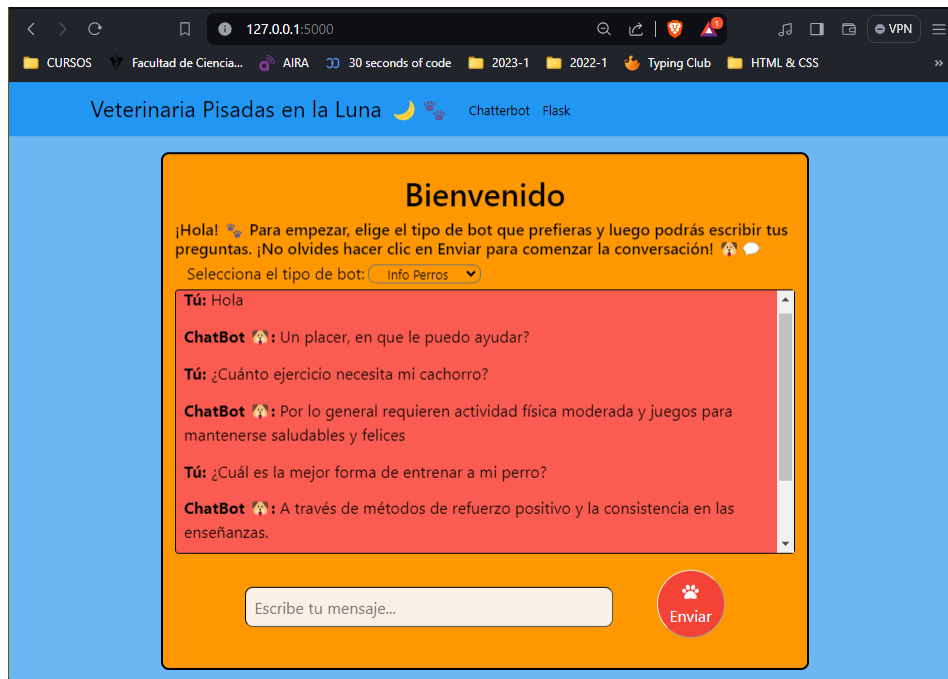 127.0.0.1:5000
1
VPN
CURSOS Facultad de Ciencia... AIRA 30 seconds of code 2023-1 2022-1 Typing Club HTML & CSS »
Veterinaria Pisadas en la Luna 🌙 🐾 Chatterbot Flask
Bienvenido
¡Hola! 🐾 Para empezar, elige el tipo de bot que prefieras y luego podrás escribir tus
preguntas. ¡No olvides hacer clic en Enviar para comenzar la conversación! 🐶 💬
Selecciona el tipo de bot: Info Perros
Tú: Hola
ChatBot 🐶: Un placer, en que le puedo ayudar?
Tú: ¿Cuánto ejercicio necesita mi cachorro?
ChatBot 🐶: Por lo general requieren actividad física moderada y juegos para
mantenerse saludables y felices
Tú: ¿Cuál es la mejor forma de entrenar a mi perro?
ChatBot 🐶: A través de métodos de refuerzo positivo y la consistencia en las
enseñanzas.
Escribe tu mensaje...
Enviar